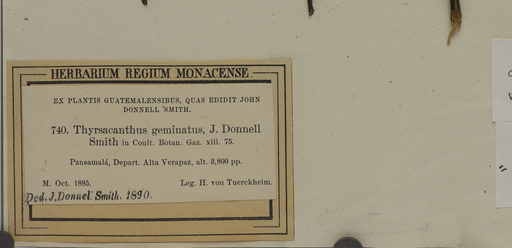 HERBARIUM REGIUM MONACENSE.
EX PLANTIS GUATEMALENSIBUS, QUAS EDIDIT JOHN
DONNELL SMITH.
740. Thyrsacanthus geminatus, J. Donnell
Smith in Coult. Botan. Gaz. xiii. 75.
Pansamalá, Depart. Alta Verapaz, alt. 3,800 pp.
M. Oct. 1885. Leg. H. von Tuerckheim.
Ded. J. Donnel Smith. 1890.